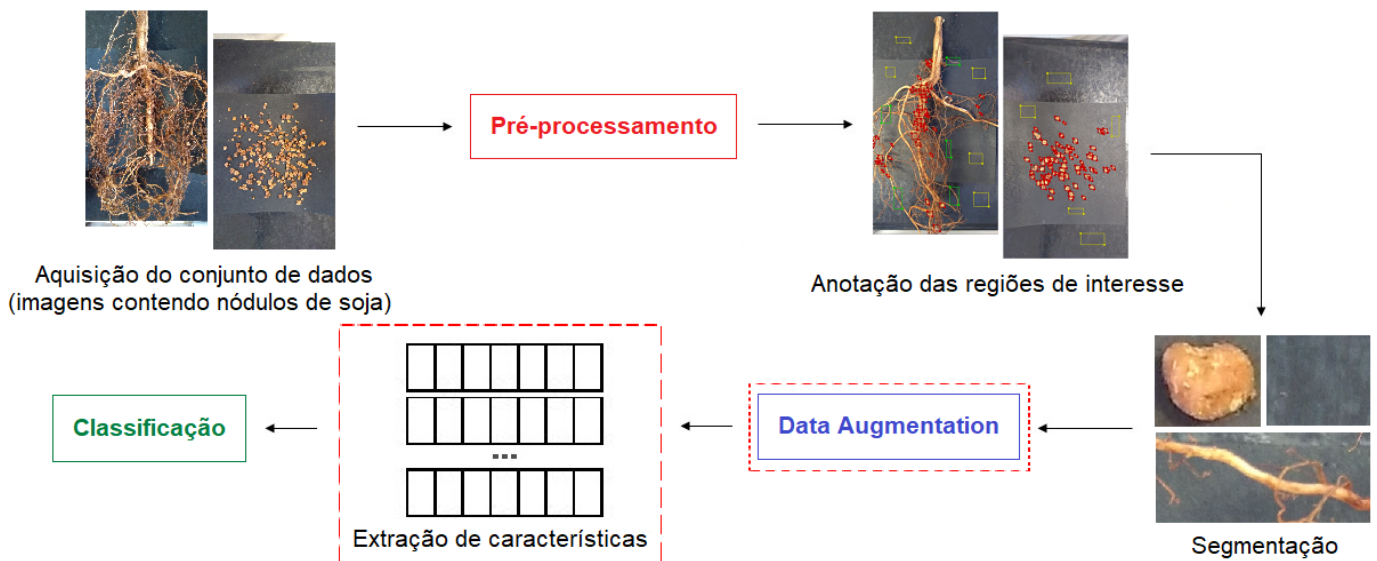 Pré-processamento
Aquisição do conjunto de dados
(imagens contendo nódulos de soja)
Anotação das regiões de interesse
Segmentação
Data Augmentation
Extração de características
Classificação